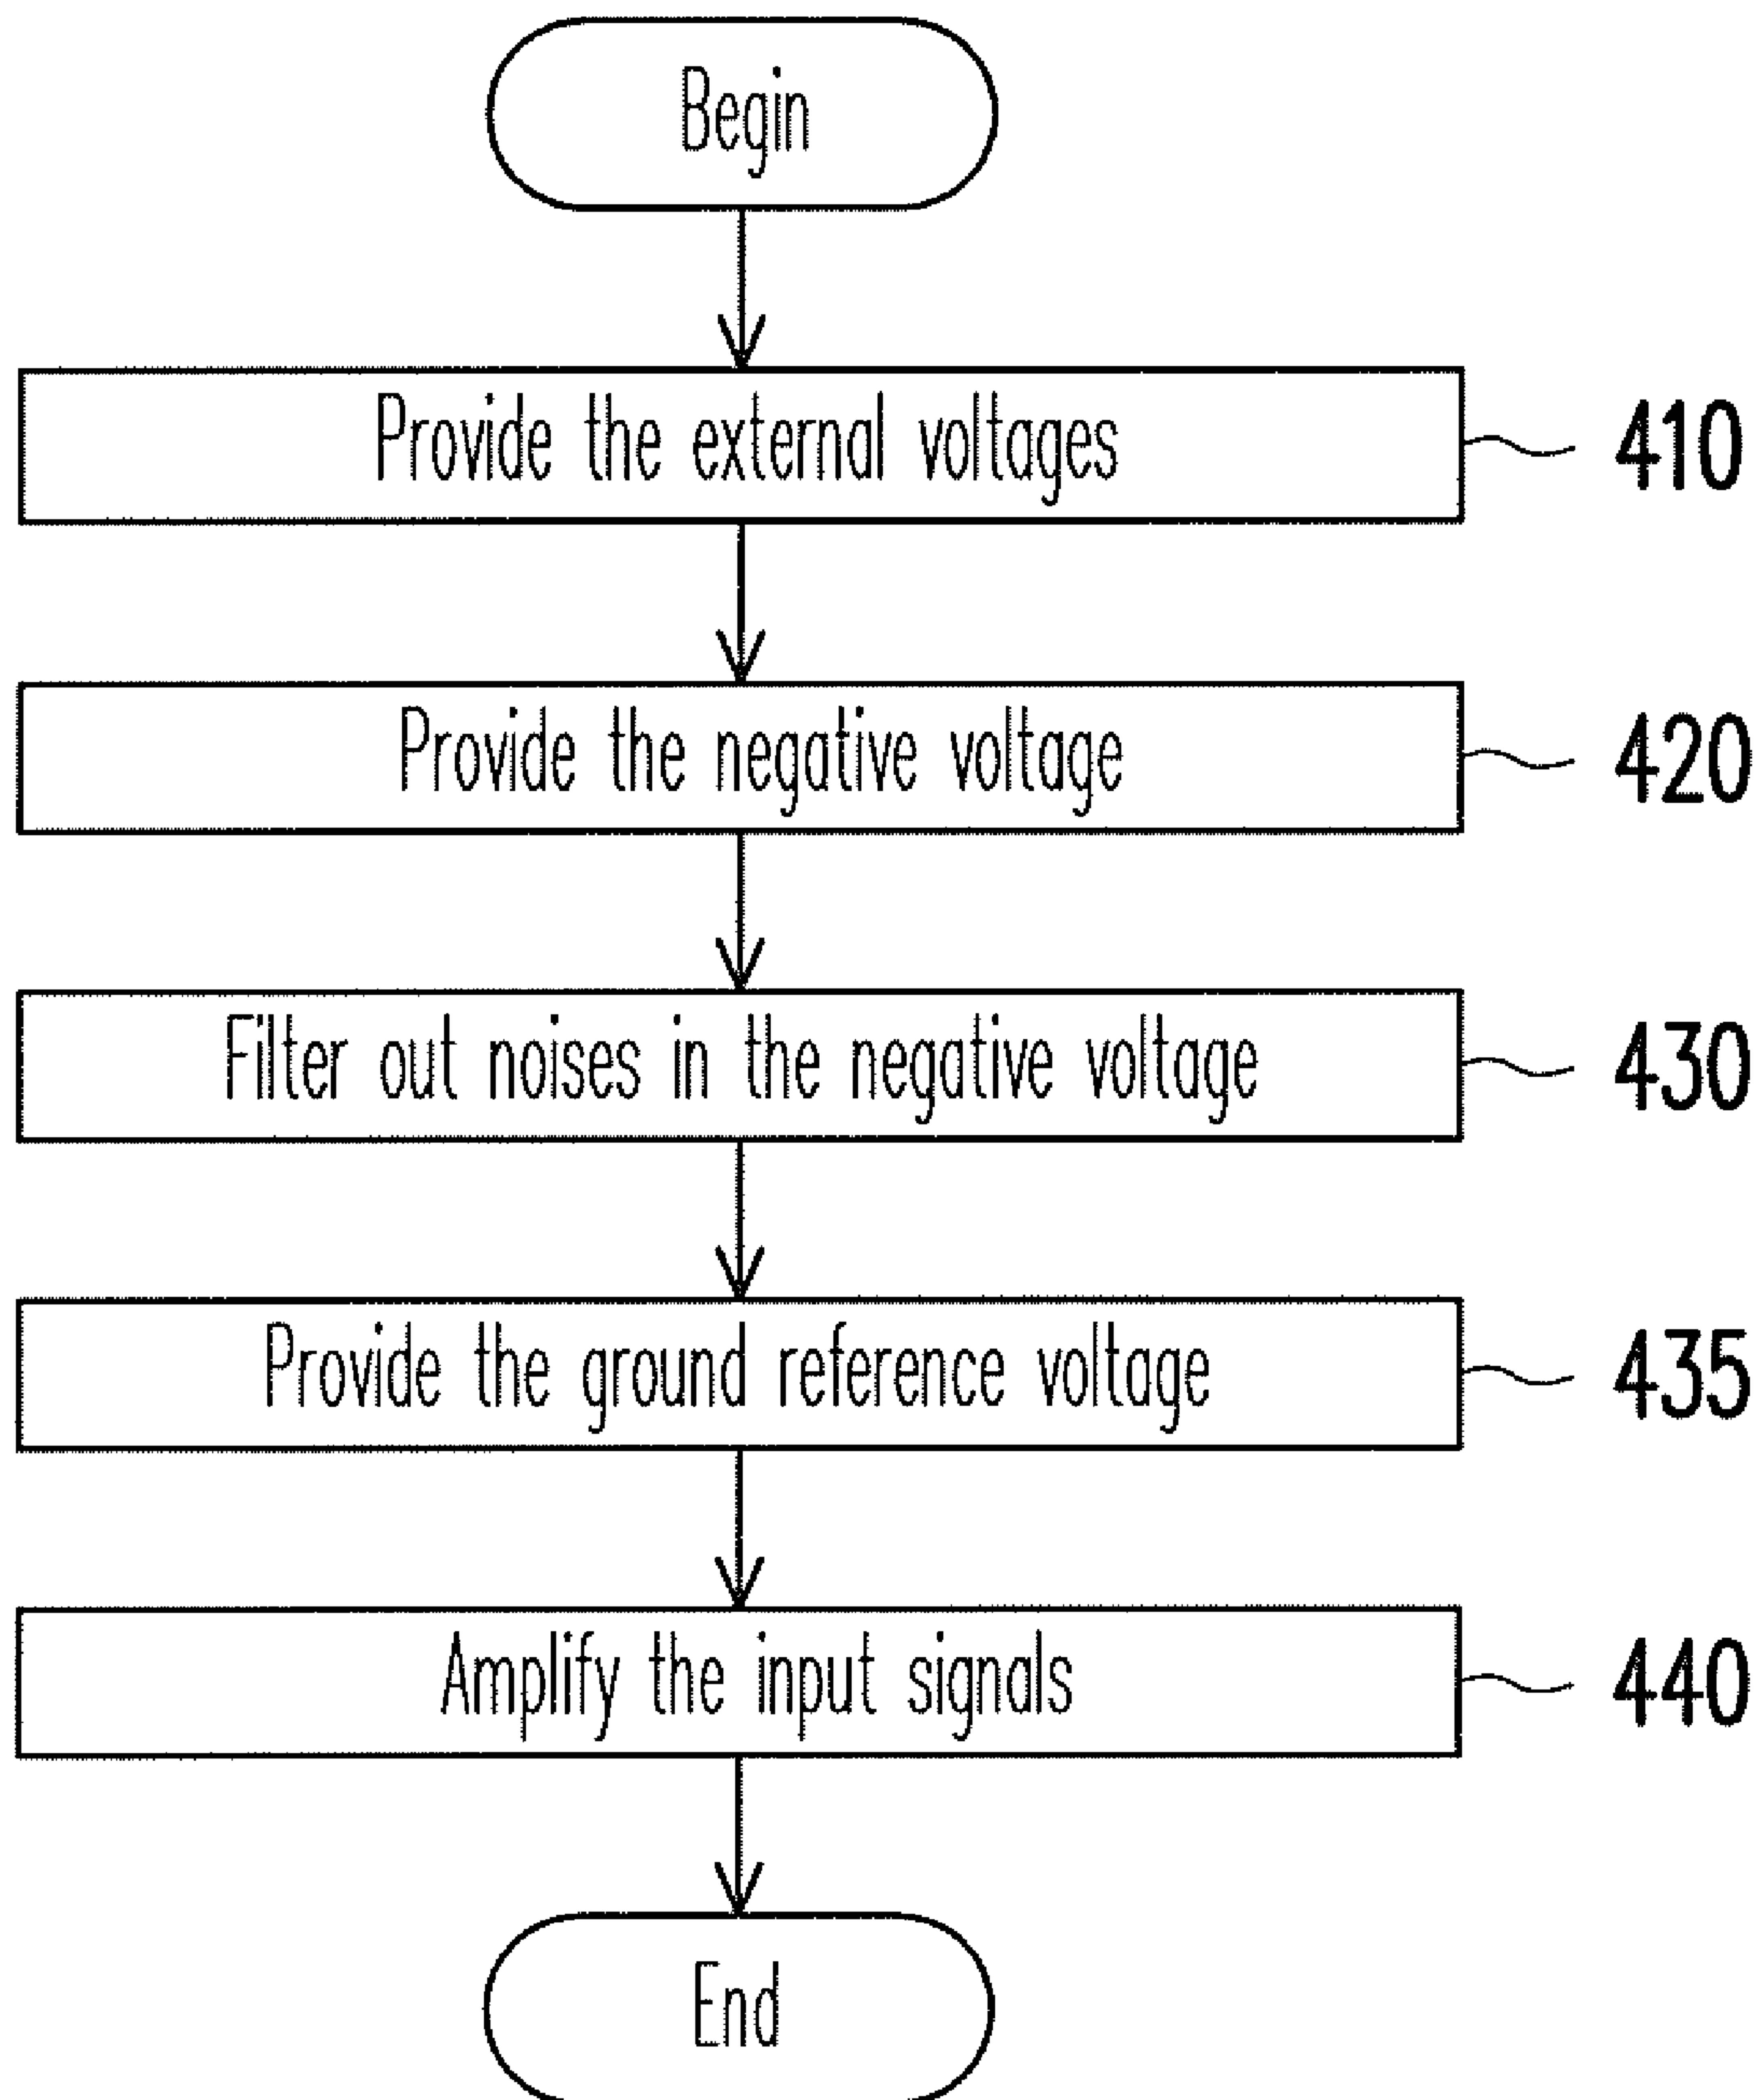 Begin
Provide the external voltages 410
Provide the negative voltage 420
Filter out noises in the negative voltage 430
Provide the ground reference voltage 435
Amplify the input signals 440
End